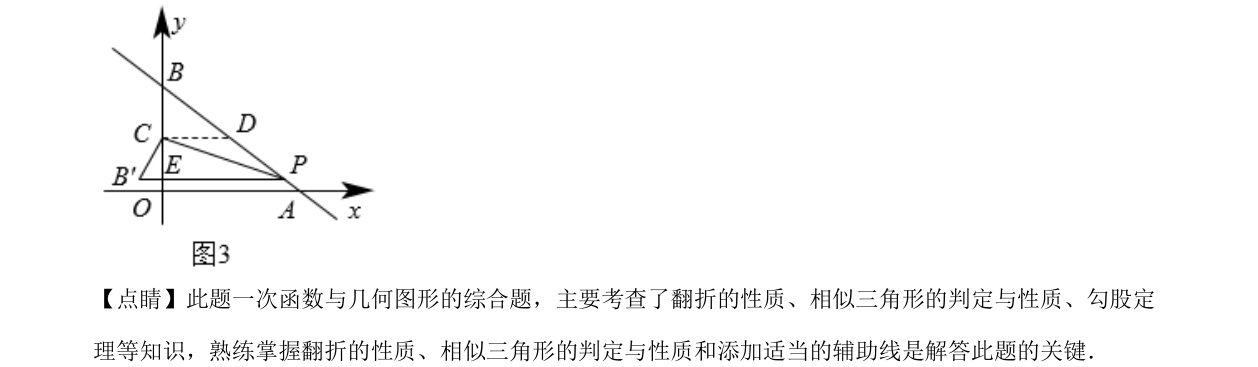 y
B
C
D
B′
E
P
O
A
x
图3
【点睛】此题一次函数与几何图形的综合题，主要考查了翻折的性质、相似三角形的判定与性质、勾股定
理等知识，熟练掌握翻折的性质、相似三角形的判定与性质和添加适当的辅助线是解答此题的关键．